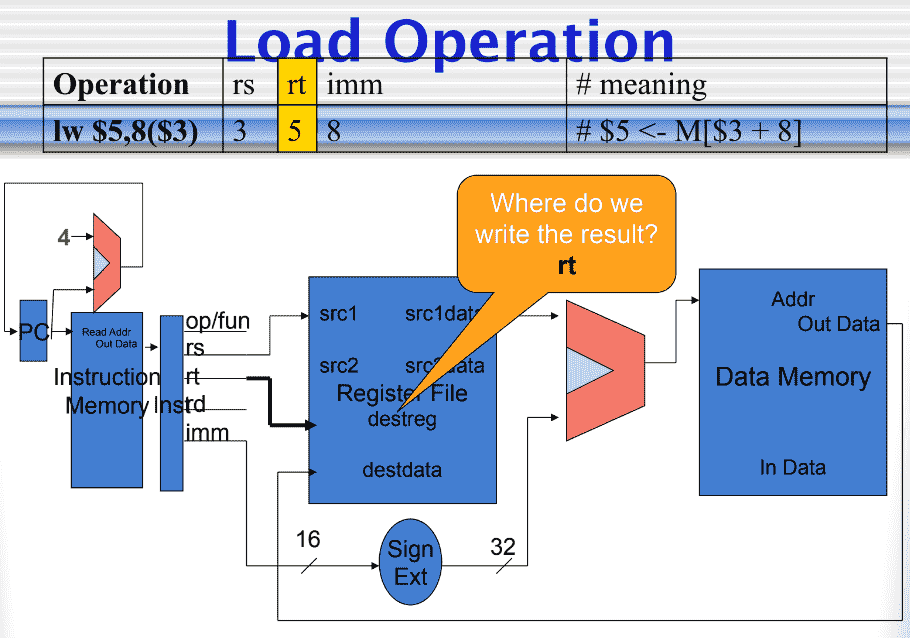 Load Operation
Operation rs rt imm # meaning
lw $5,8($3) 3 5 8 # $5 <- M[$3 + 8]
Where do we
write the result?
rt
4
PC
Read Addr
Out Data
Instruction
Memory Inst
op/fun
rs
rt
rd
imm
src1 src1data
src2 src2data
Register File
destreg
destdata
Addr
Out Data
Data Memory
In Data
16
Sign
Ext
32